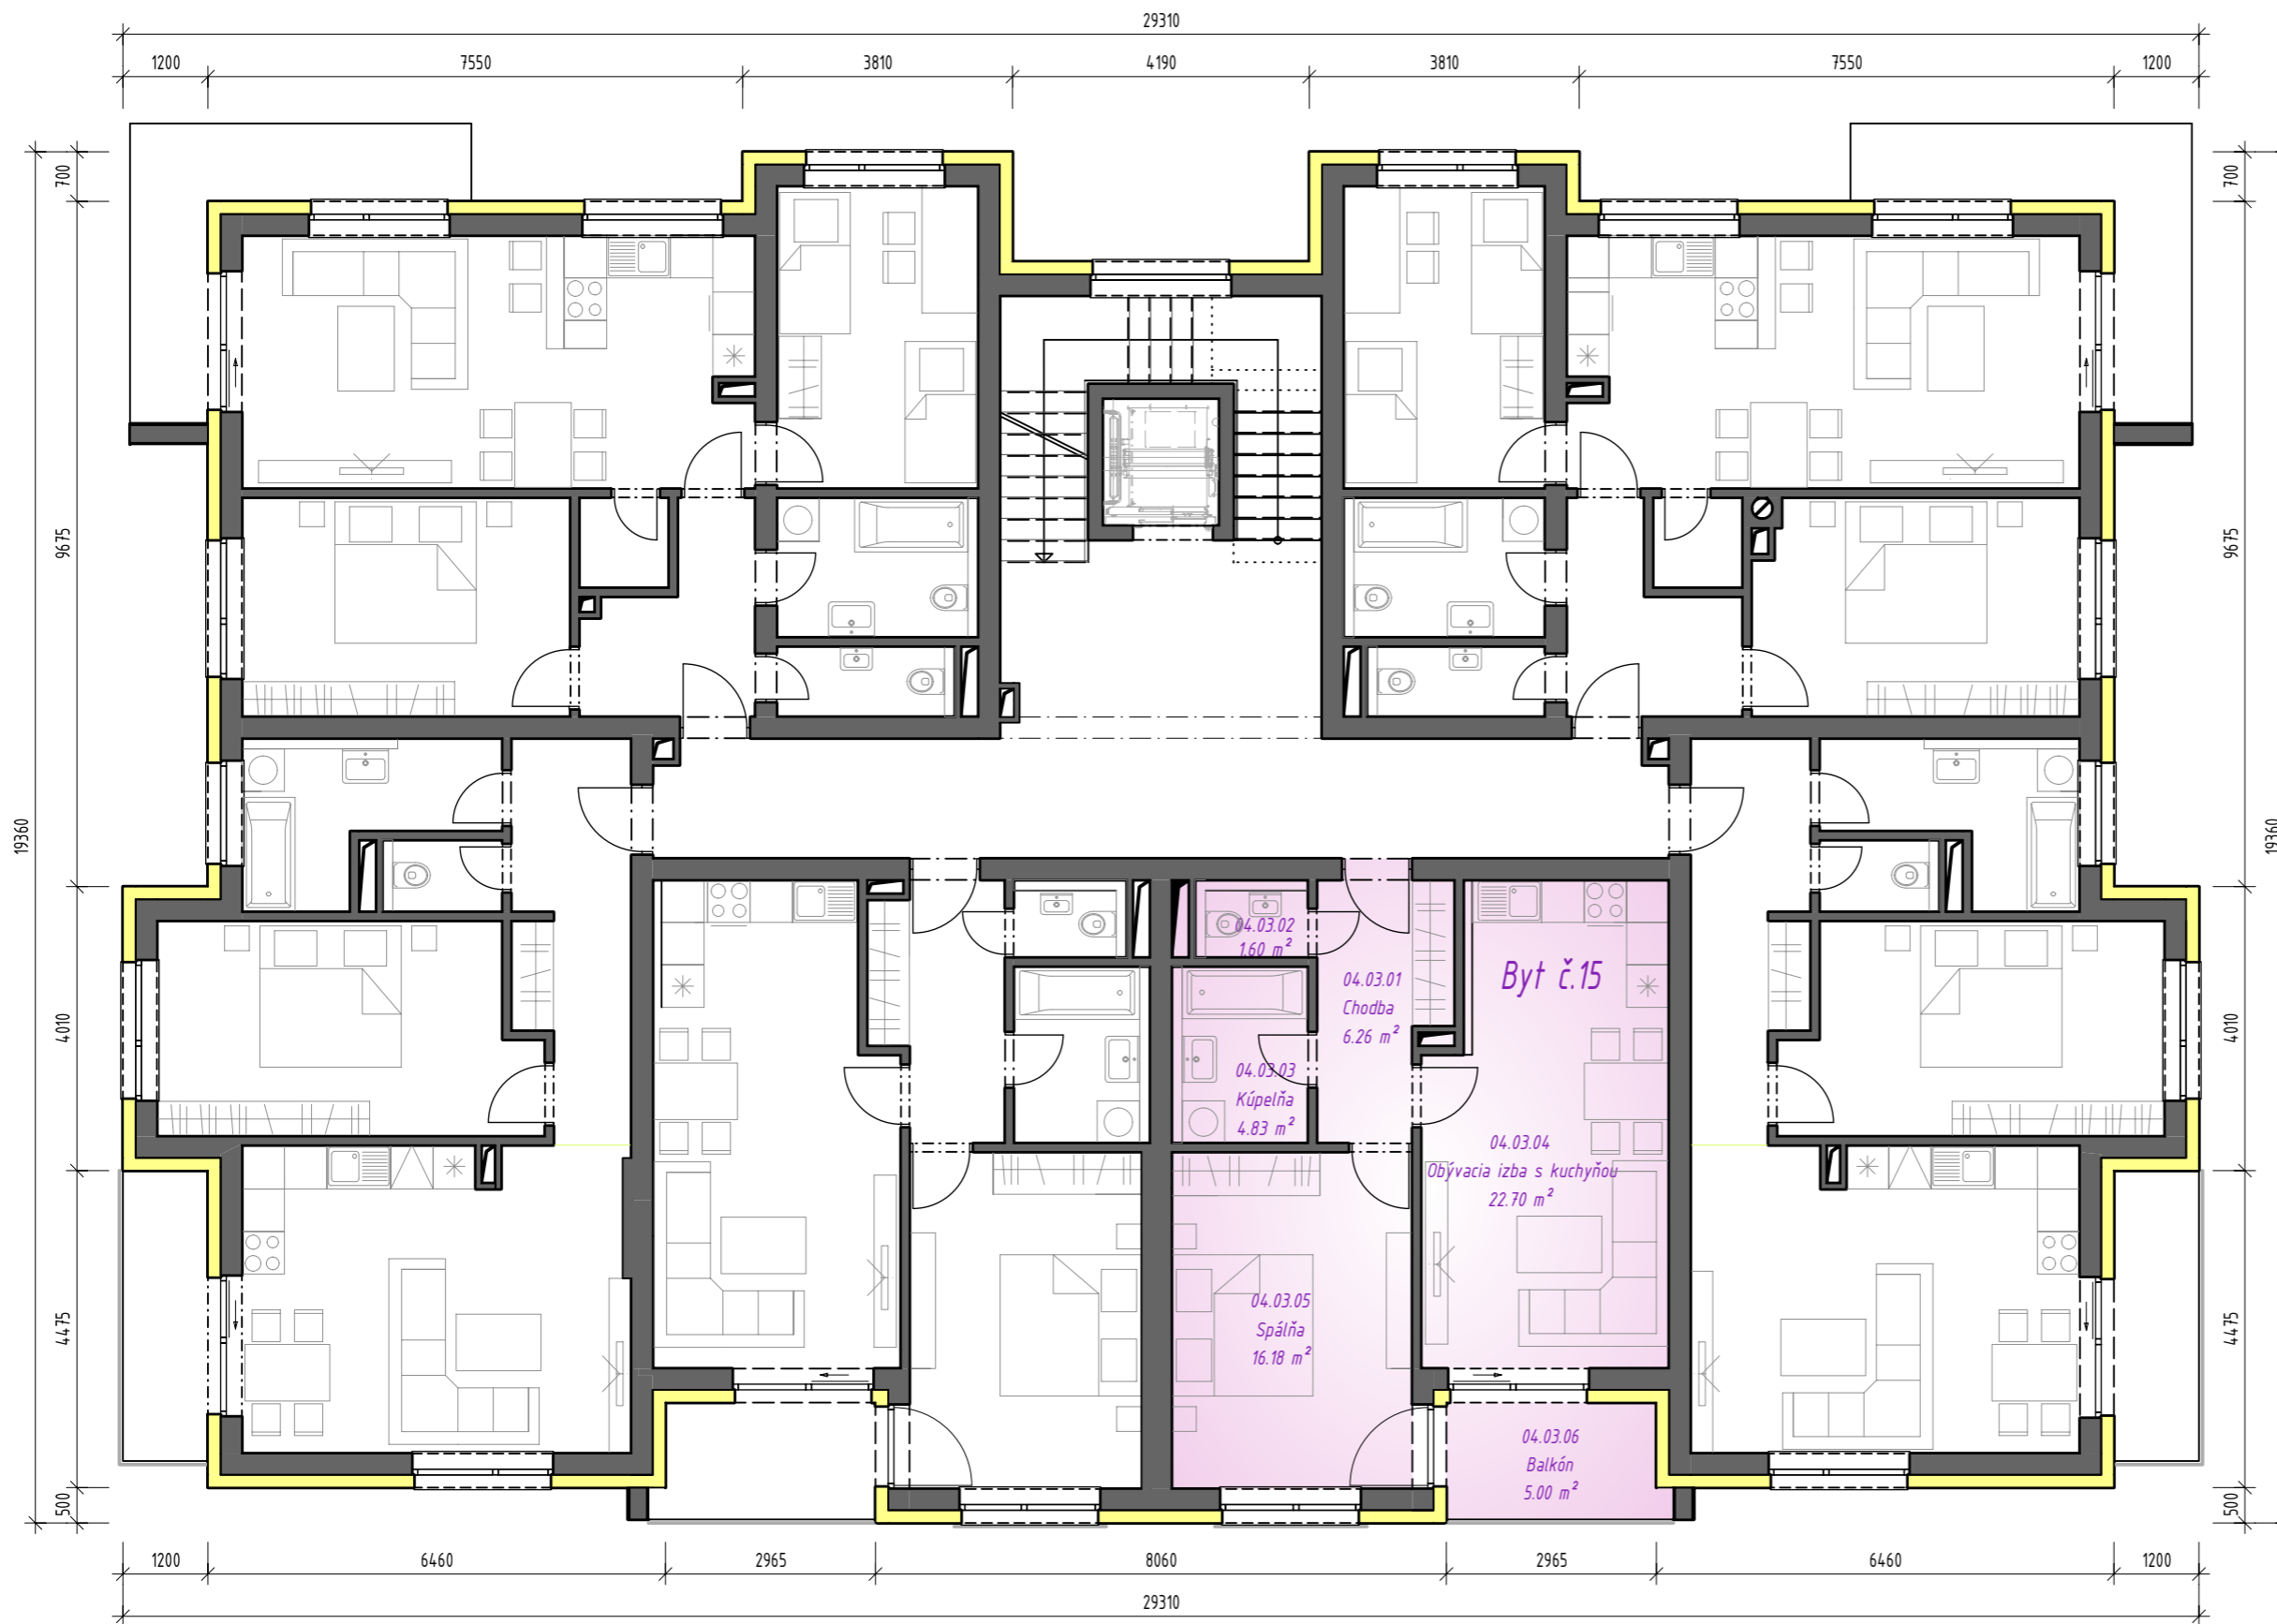 29310
1200 7550 3810 4190 3810 7550 1200
700
700
9675
9675
19360
19360
4010
4010
4475
4475
500
500
04.03.02
1.60 m²
04.03.01
Chodba
6.26 m²
Byt č.15
04.03.03
Kúpelňa
4.83 m²
04.03.04
Obývacia izba s kuchyňou
22.70 m²
04.03.05
Spálňa
16.18 m²
04.03.06
Balkón
5.00 m²
1200 6460 2965 8060 2965 6460 1200
29310